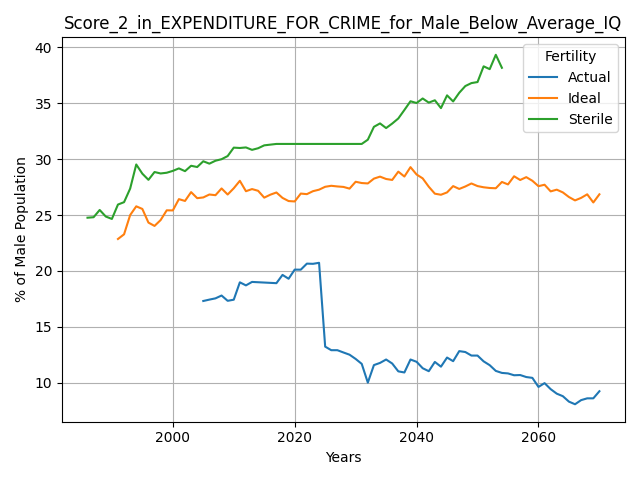 Score_2_in_EXPENDITURE_FOR_CRIME_for_Male_Below_Average_IQ
Fertility
Actual
Ideal
Sterile
% of Male Population
40
35
30
25
20
15
10
2000
2020
2040
2060
Years